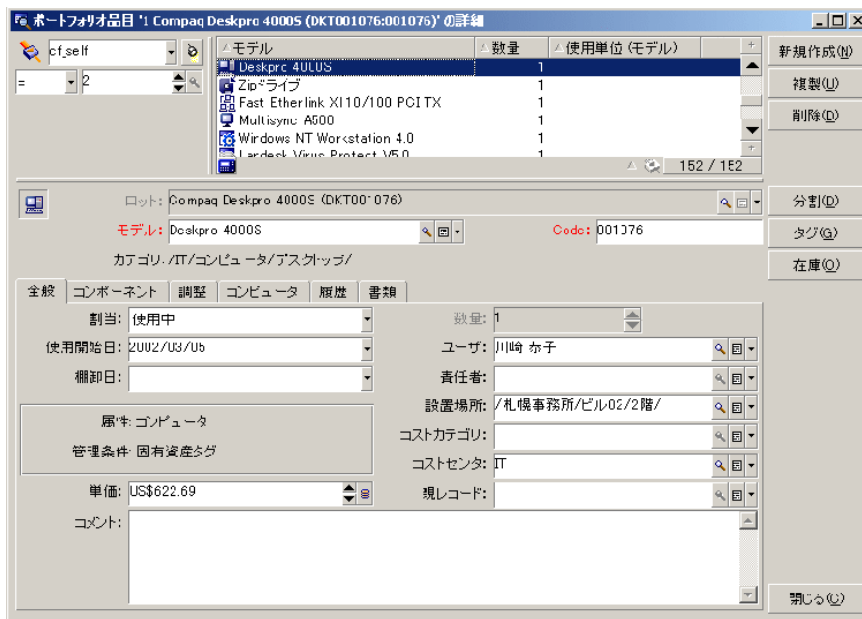 ポートフォリオ品目 '1 Compaq Deskpro 4000S (DKT001076:001076)' の詳細
cf_self
= 2
モデル 数量 使用単位 (モデル)
Deskpro 4000S 1
Zipドライブ 1
Fast Etherlink Xl 10/100 PCI TX 1
Multisync A500 1
Windows NT Workstation 4.0 1
Landesk Virus Protect V5.0 1
152 / 152
新規作成(N)
複製(U)
削除(D)
ロット: Compaq Deskpro 4000S (DKT001076)
モデル: Deskpro 4000S Code: 001076
カテゴリ: /IT/コンピュータ/デスクトップ/
分割(D)
タグ(G)
在庫(O)
全般 コンポーネント 調整 コンピュータ 履歴 書類
割当: 使用中 数量: 1
使用開始日: 2002/03/05 ユーザ: 川崎 恭子
棚卸日: 責任者:
設置場所: /札幌事務所/ビル02/2階/
属性: コンピュータ コストカテゴリ:
管理条件: 固有資産タグ コストセンタ: IT
単価: US$622.69 現レコード:
コメント:
閉じる(C)